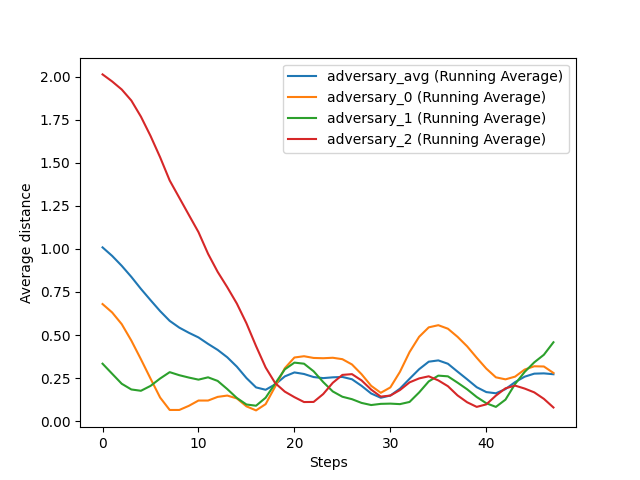 adversary_avg (Running Average)
adversary_0 (Running Average)
adversary_1 (Running Average)
adversary_2 (Running Average)
2.00
1.75
1.50
1.25
1.00
0.75
0.50
0.25
0.00
Average distance
0 10 20 30 40
Steps